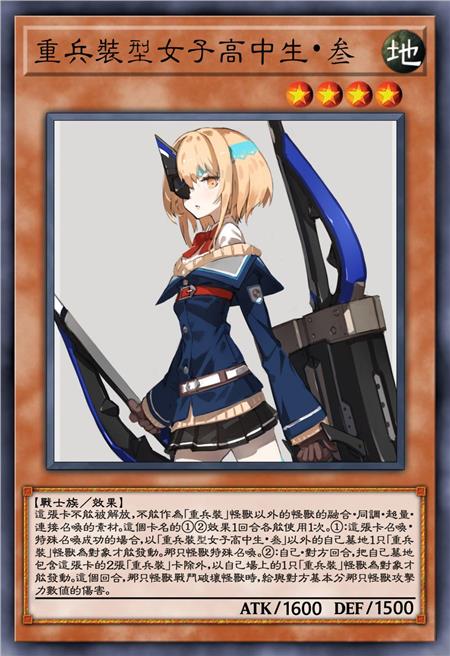 重兵裝型女子高中生•叁
地
【戰士族／效果】
這張卡不能被解放,不能作為「重兵裝」怪獸以外的怪獸的融合·同調·超量·
連接召喚的素材。這個卡名的①②效果1回合各能使用1次。①:這張卡召喚·
特殊召喚成功的場合,以「重兵裝型女子高中生·叁」以外的自己墓地1只「重兵
裝」怪獸為對象才能發動。那只怪獸特殊召喚。②:自己·對方回合,把自己墓地
包含這張卡的2張「重兵裝」卡除外,以自己場上的1只「重兵裝」怪獸為對象才
能發動。這個回合,那只怪獸戰鬥破壞怪獸時,給與對方基本分那只怪獸攻擊
力數值的傷害。
ATK/1600 DEF/1500